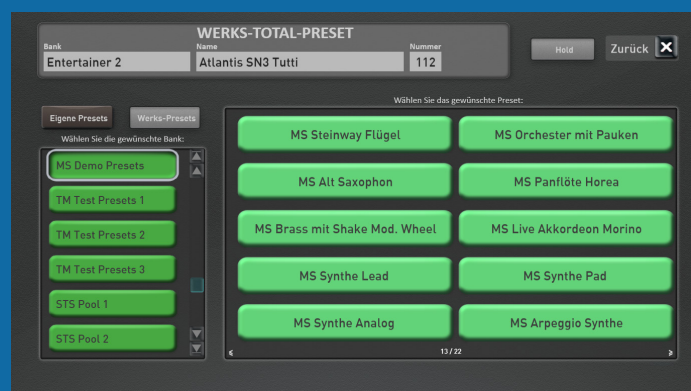 WERKS-TOTAL-PRESET
Bank Name Nummer
Entertainer 2 Atlantis SN3 Tutti 112
Hold Zurück X
Wählen Sie das gewünschte Preset:
Eigene Presets Werks-Presets
Wählen Sie die gewünschte Bank:
MS Demo Presets
TM Test Presets 1
TM Test Presets 2
TM Test Presets 3
STS Pool 1
STS Pool 2
MS Steinway Flügel MS Orchester mit Pauken
MS Alt Saxophon MS Panflöte Horea
MS Brass mit Shake Mod. Wheel MS Live Akkordeon Morino
MS Synthe Lead MS Synthe Pad
MS Synthe Analog MS Arpeggio Synthe
« 13/22 »